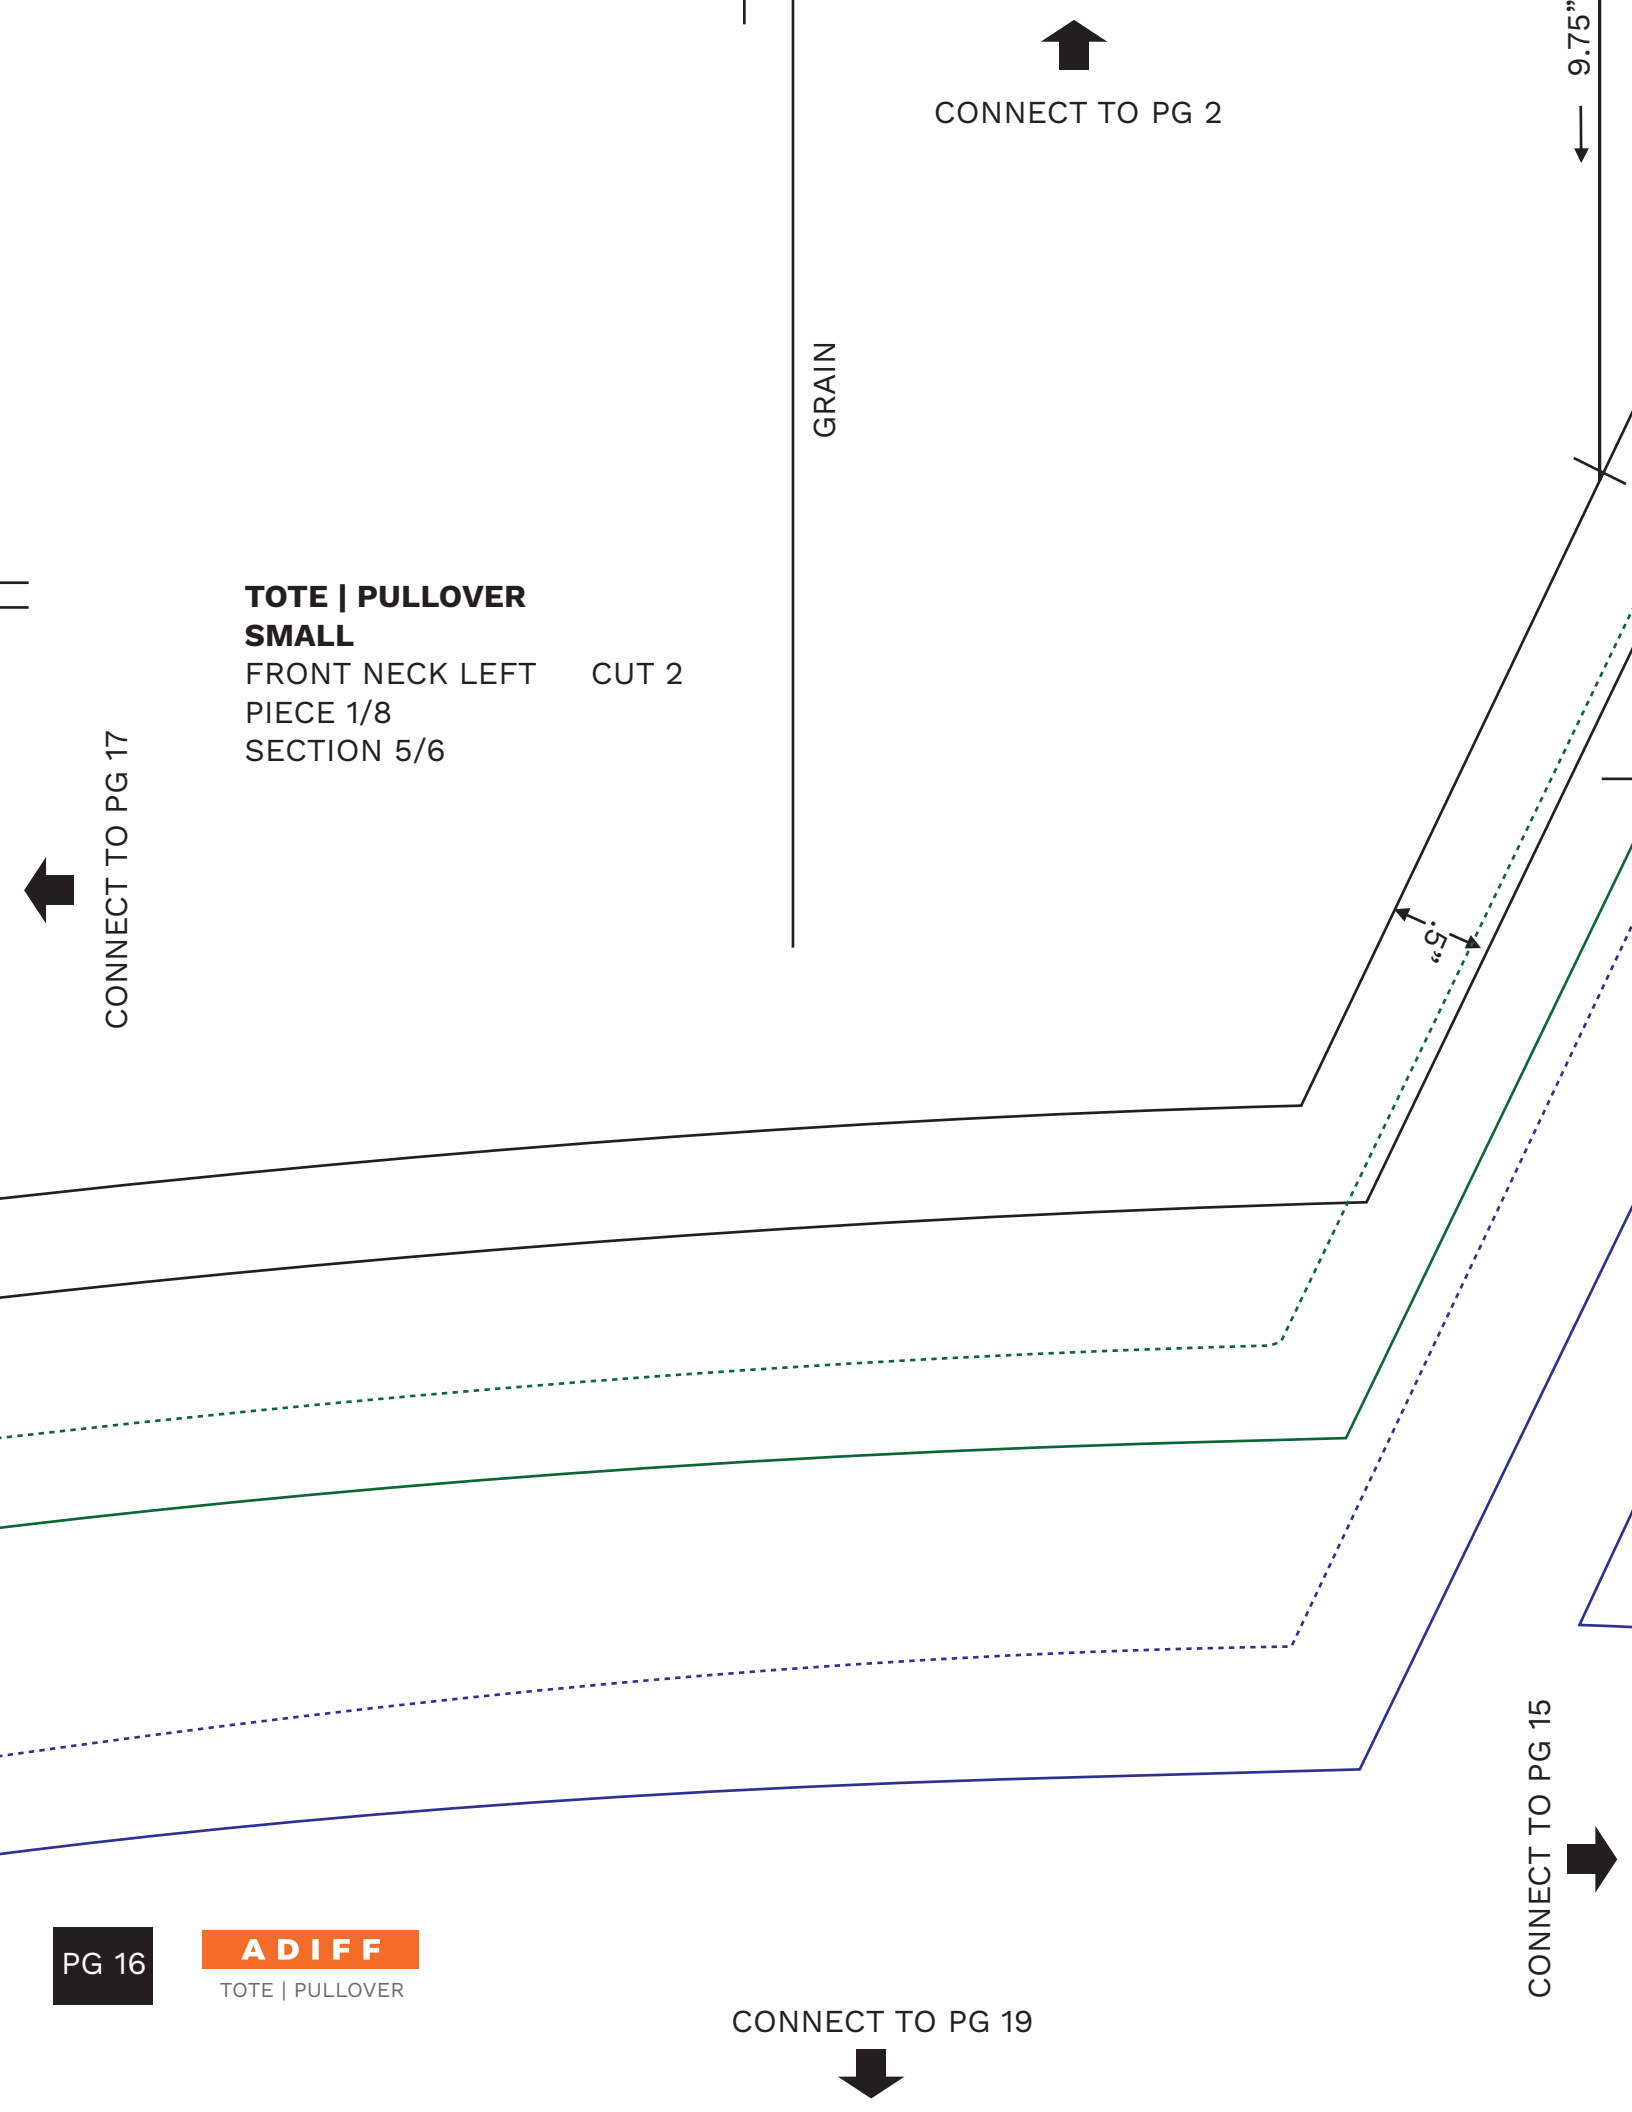 9.75”
CONNECT TO PG 2
GRAIN
TOTE | PULLOVER
SMALL
FRONT NECK LEFT CUT 2
PIECE 1/8
SECTION 5/6
CONNECT TO PG 17
.5”
CONNECT TO PG 15
PG 16
ADIFF
TOTE | PULLOVER
CONNECT TO PG 19